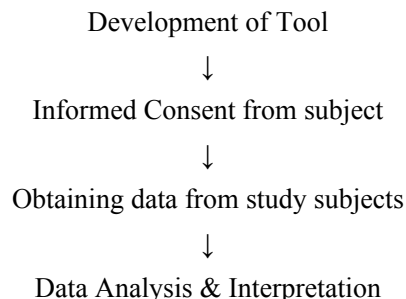 Development of Tool
↓
Informed Consent from subject
↓
Obtaining data from study subjects
↓
Data Analysis & Interpretation